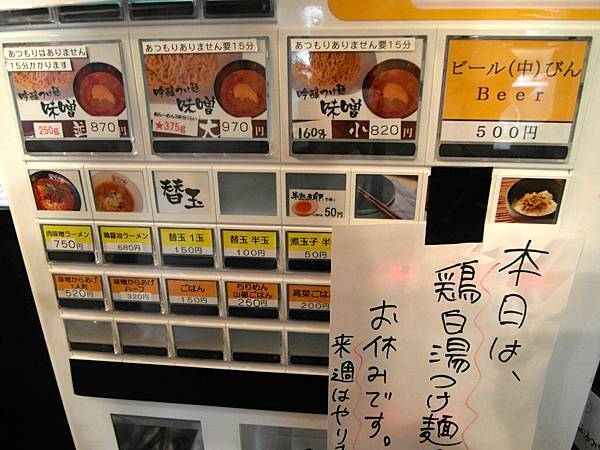 あつもりはありません
15分かかります
吟醸つけ麺
味噌
250g 並 870円
あつもりありません要15分
吟醸つけ麺
味噌
★375g 大 970円
あつもりありません要15分
吟醸つけ麺
味噌
160g 小 820円
ビール(中)びん
Beer
500円
替玉
50円
肉味噌ラーメン
750円
鶏醤油ラーメン
680円
替玉 1玉
150円
替玉 半玉
100円
煮玉子 半
50
味噌からあげ
1人前
520円
味噌からあげ
ハーフ
320円
ごはん
150円
ちりめん
山椒ごはん
250円
高菜ごは
200
本日は、
鶏白湯つけ麺
お休みです。
来週はやり